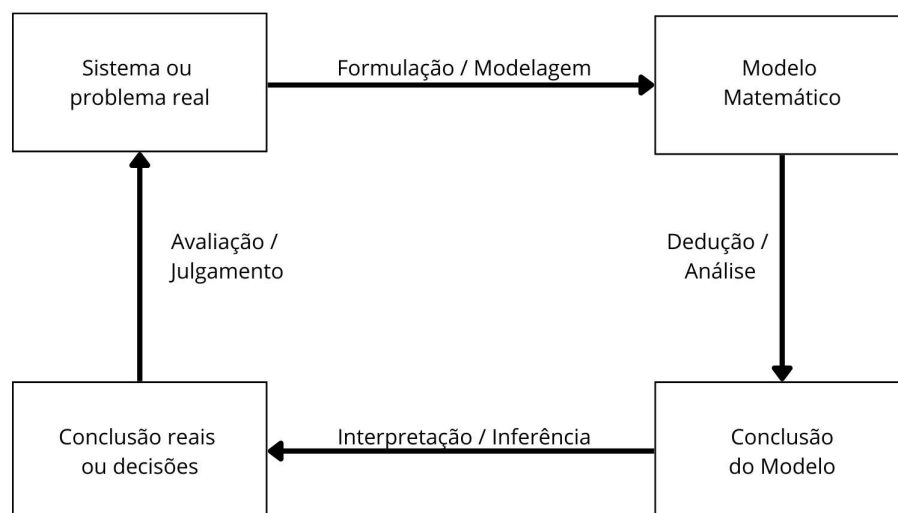 Sistema ou
problema real
Formulação / Modelagem
Modelo
Matemático
Avaliação /
Julgamento
Dedução /
Análise
Conclusão reais
ou decisões
Interpretação / Inferência
Conclusão
do Modelo